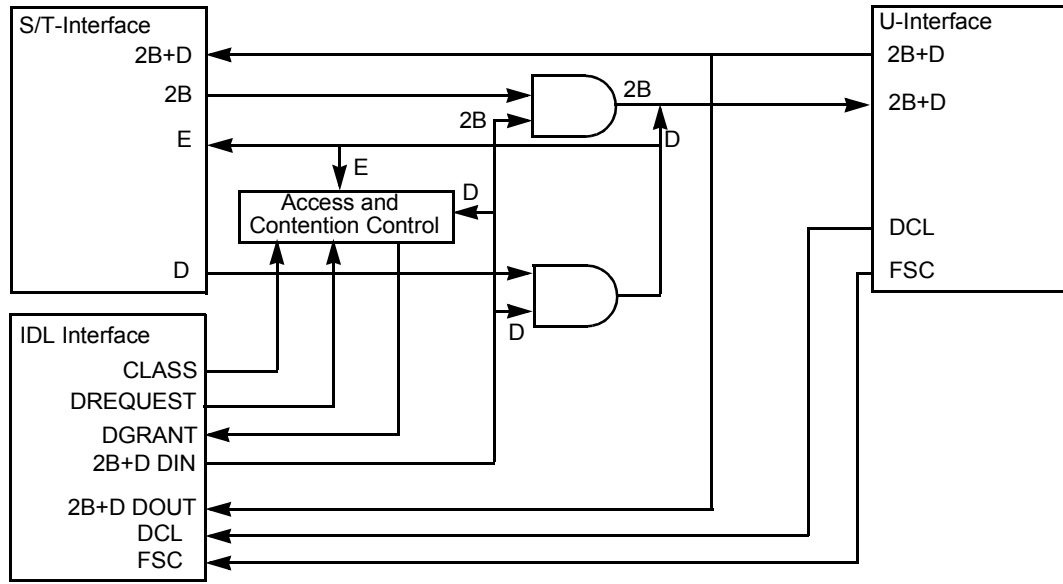 S/T-Interface
2B+D
2B
E
D
2B
2B
D
E
D
Access and
Contention Control
D
U-Interface
2B+D
2B+D
DCL
FSC
IDL Interface
CLASS
DREQUEST
DGRANT
2B+D DIN
2B+D DOUT
DCL
FSC